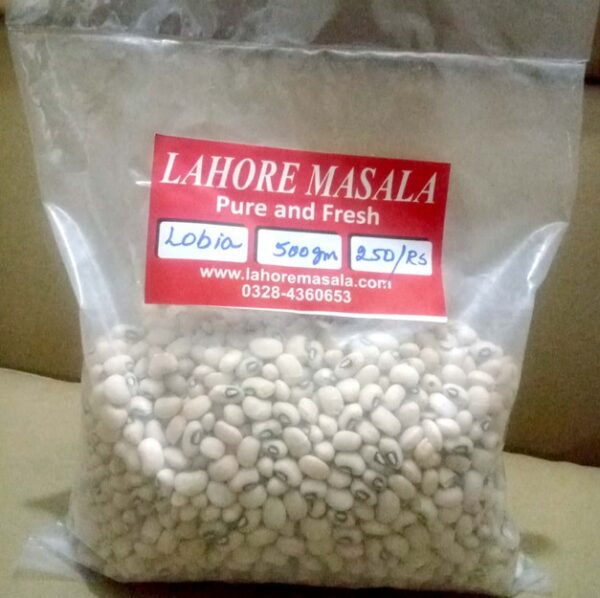 LAHORE MASALA
Pure and Fresh
Lobia 500gm 250/Rs
www.lahoremasala.com
0328-4360653